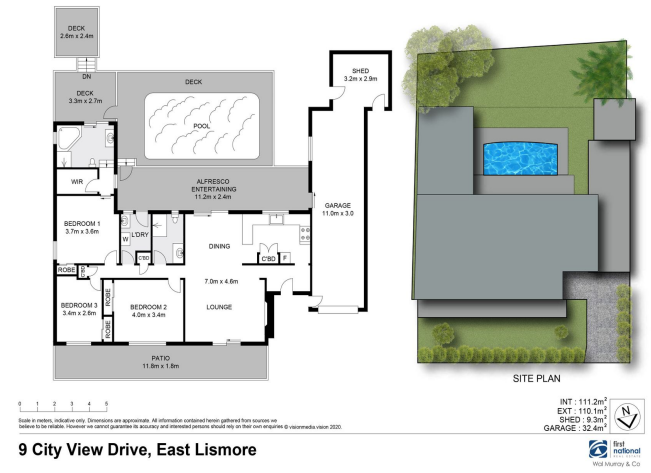 DECK
2.6m x 2.4m
DN
DECK
3.3m x 2.7m
DECK
POOL
SHED
3.2m x 2.9m
WIR
ALFRESCO
ENTERTAINING
11.2m x 2.4m
GARAGE
11.0m x 3.0
BEDROOM 1
3.7m x 3.6m
L'DRY
W
C'BD
DINING
C'BD
F
ROBE
C'BD
7.0m x 4.6m
BEDROOM 3
3.4m x 2.6m
ROBE
ROBE
BEDROOM 2
4.0m x 3.4m
LOUNGE
PATIO
11.8m x 1.8m
SITE PLAN
0 1 2 3 4 5
Scale in meters, indicative only. Dimensions are approximate. All information contained herein gathered from sources we
believe to be reliable. However we cannot guarantee its accuracy and interested persons should rely on their own enquiries © visionmedia.vision 2020.
INT : 111.2m²
EXT : 110.1m²
SHED : 9.3m²
GARAGE : 32.4m²
N
9 City View Drive, East Lismore
first
national
REAL ESTATE
Wal Murray & Co